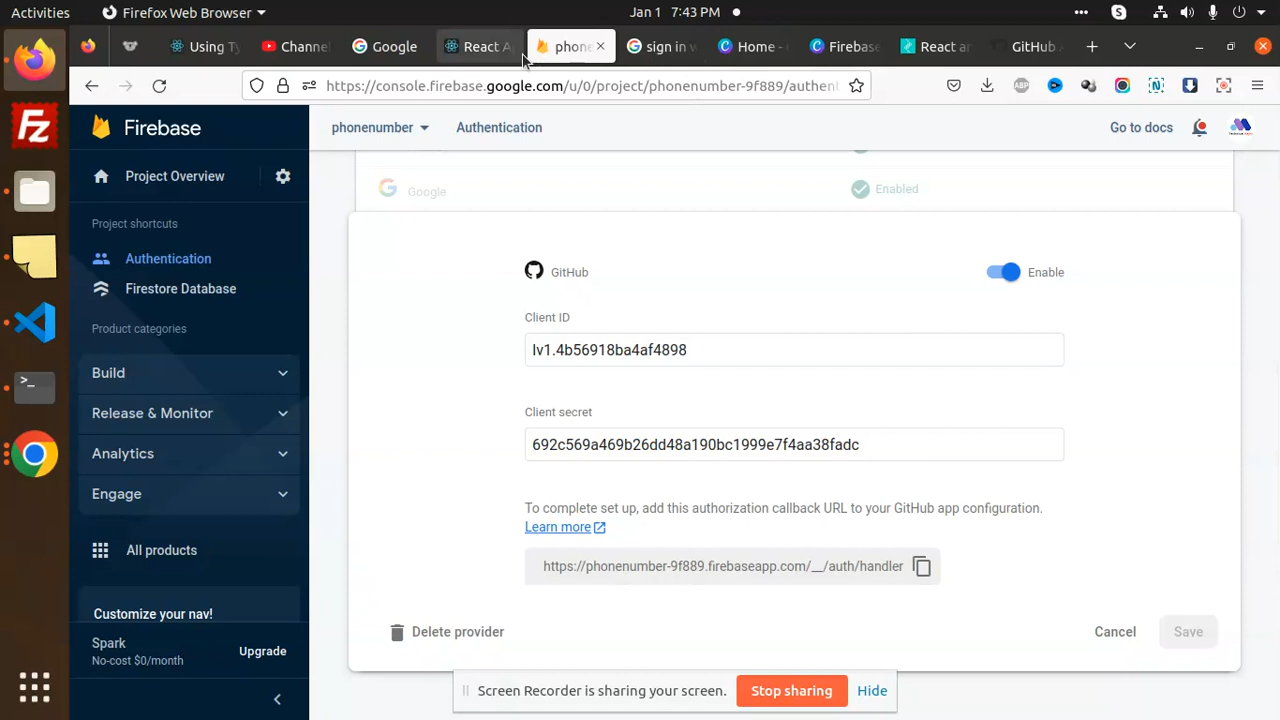 Activities
Firefox Web Browser
Jan 1 7:43 PM
Using Ty
Channe
Google
React A
phon
sign in w
Home -
Firebase
React an
GitHub A
https://console.firebase.google.com/u/0/project/phonenumber-9f889/authent
Firebase
phonenumber
Authentication
Go to docs
Project Overview
Project shortcuts
Authentication
Firestore Database
Product categories
Build
Release & Monitor
Analytics
Engage
All products
Customize your nav!
Spark
No-cost $0/month
Upgrade
Google
Enabled
GitHub
Enable
Client ID
Iv1.4b56918ba4af4898
Client secret
692c569a469b26dd48a190bc1999e7f4aa38fadc
To complete set up, add this authorization callback URL to your GitHub app configuration.
Learn more
https://phonenumber-9f889.firebaseapp.com/__/auth/handler
Delete provider
Cancel
Save
Screen Recorder is sharing your screen.
Stop sharing
Hide